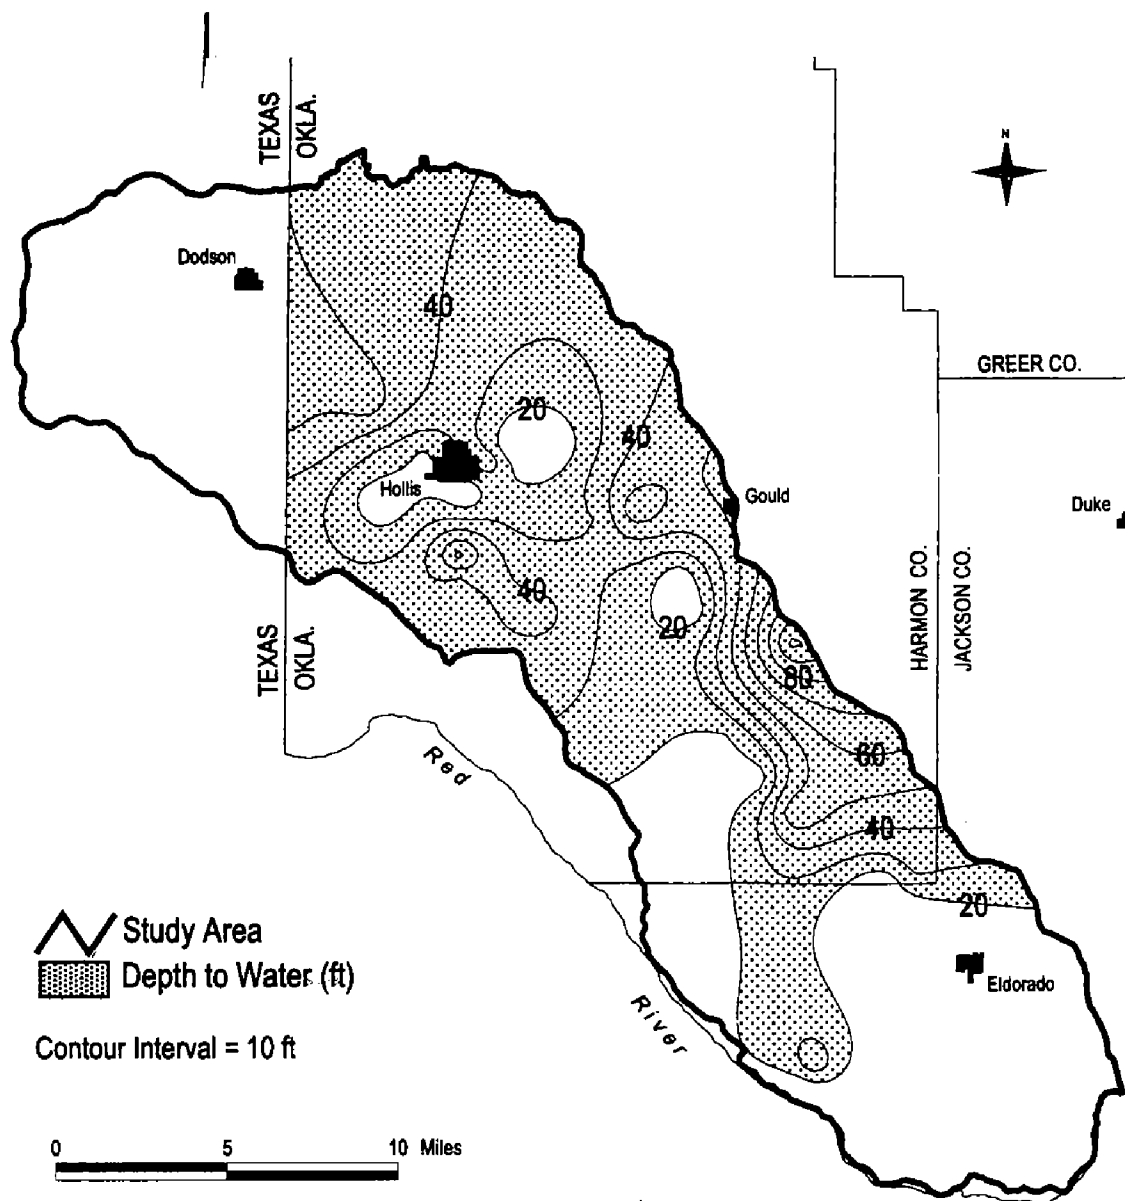 TEXAS
OKLA.
N
Dodson
40
GREER CO.
20
40
Hollis
Gould
Duke
40
20
HARMON CO.
JACKSON CO.
TEXAS
OKLA.
80
Red
60
40
20
Study Area
Depth to Water (ft)
Eldorado
River
Contour Interval = 10 ft
0 5 10 Miles